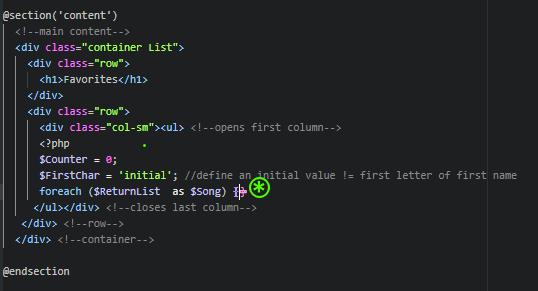 @section('content')
<!--main content-->
<div class="container List">
<div class="row">
<h1>Favorites</h1>
</div>
<div class="row">
<div class="col-sm"><ul> <!--opens first column-->
<?php
$Counter = 0;
$FirstChar = 'initial'; //define an initial value != first letter of first name
foreach ($ReturnList  as $Song) {}
</ul></div> <!--closes last column-->
</div> <!--row-->
</div> <!--container-->
@endsection